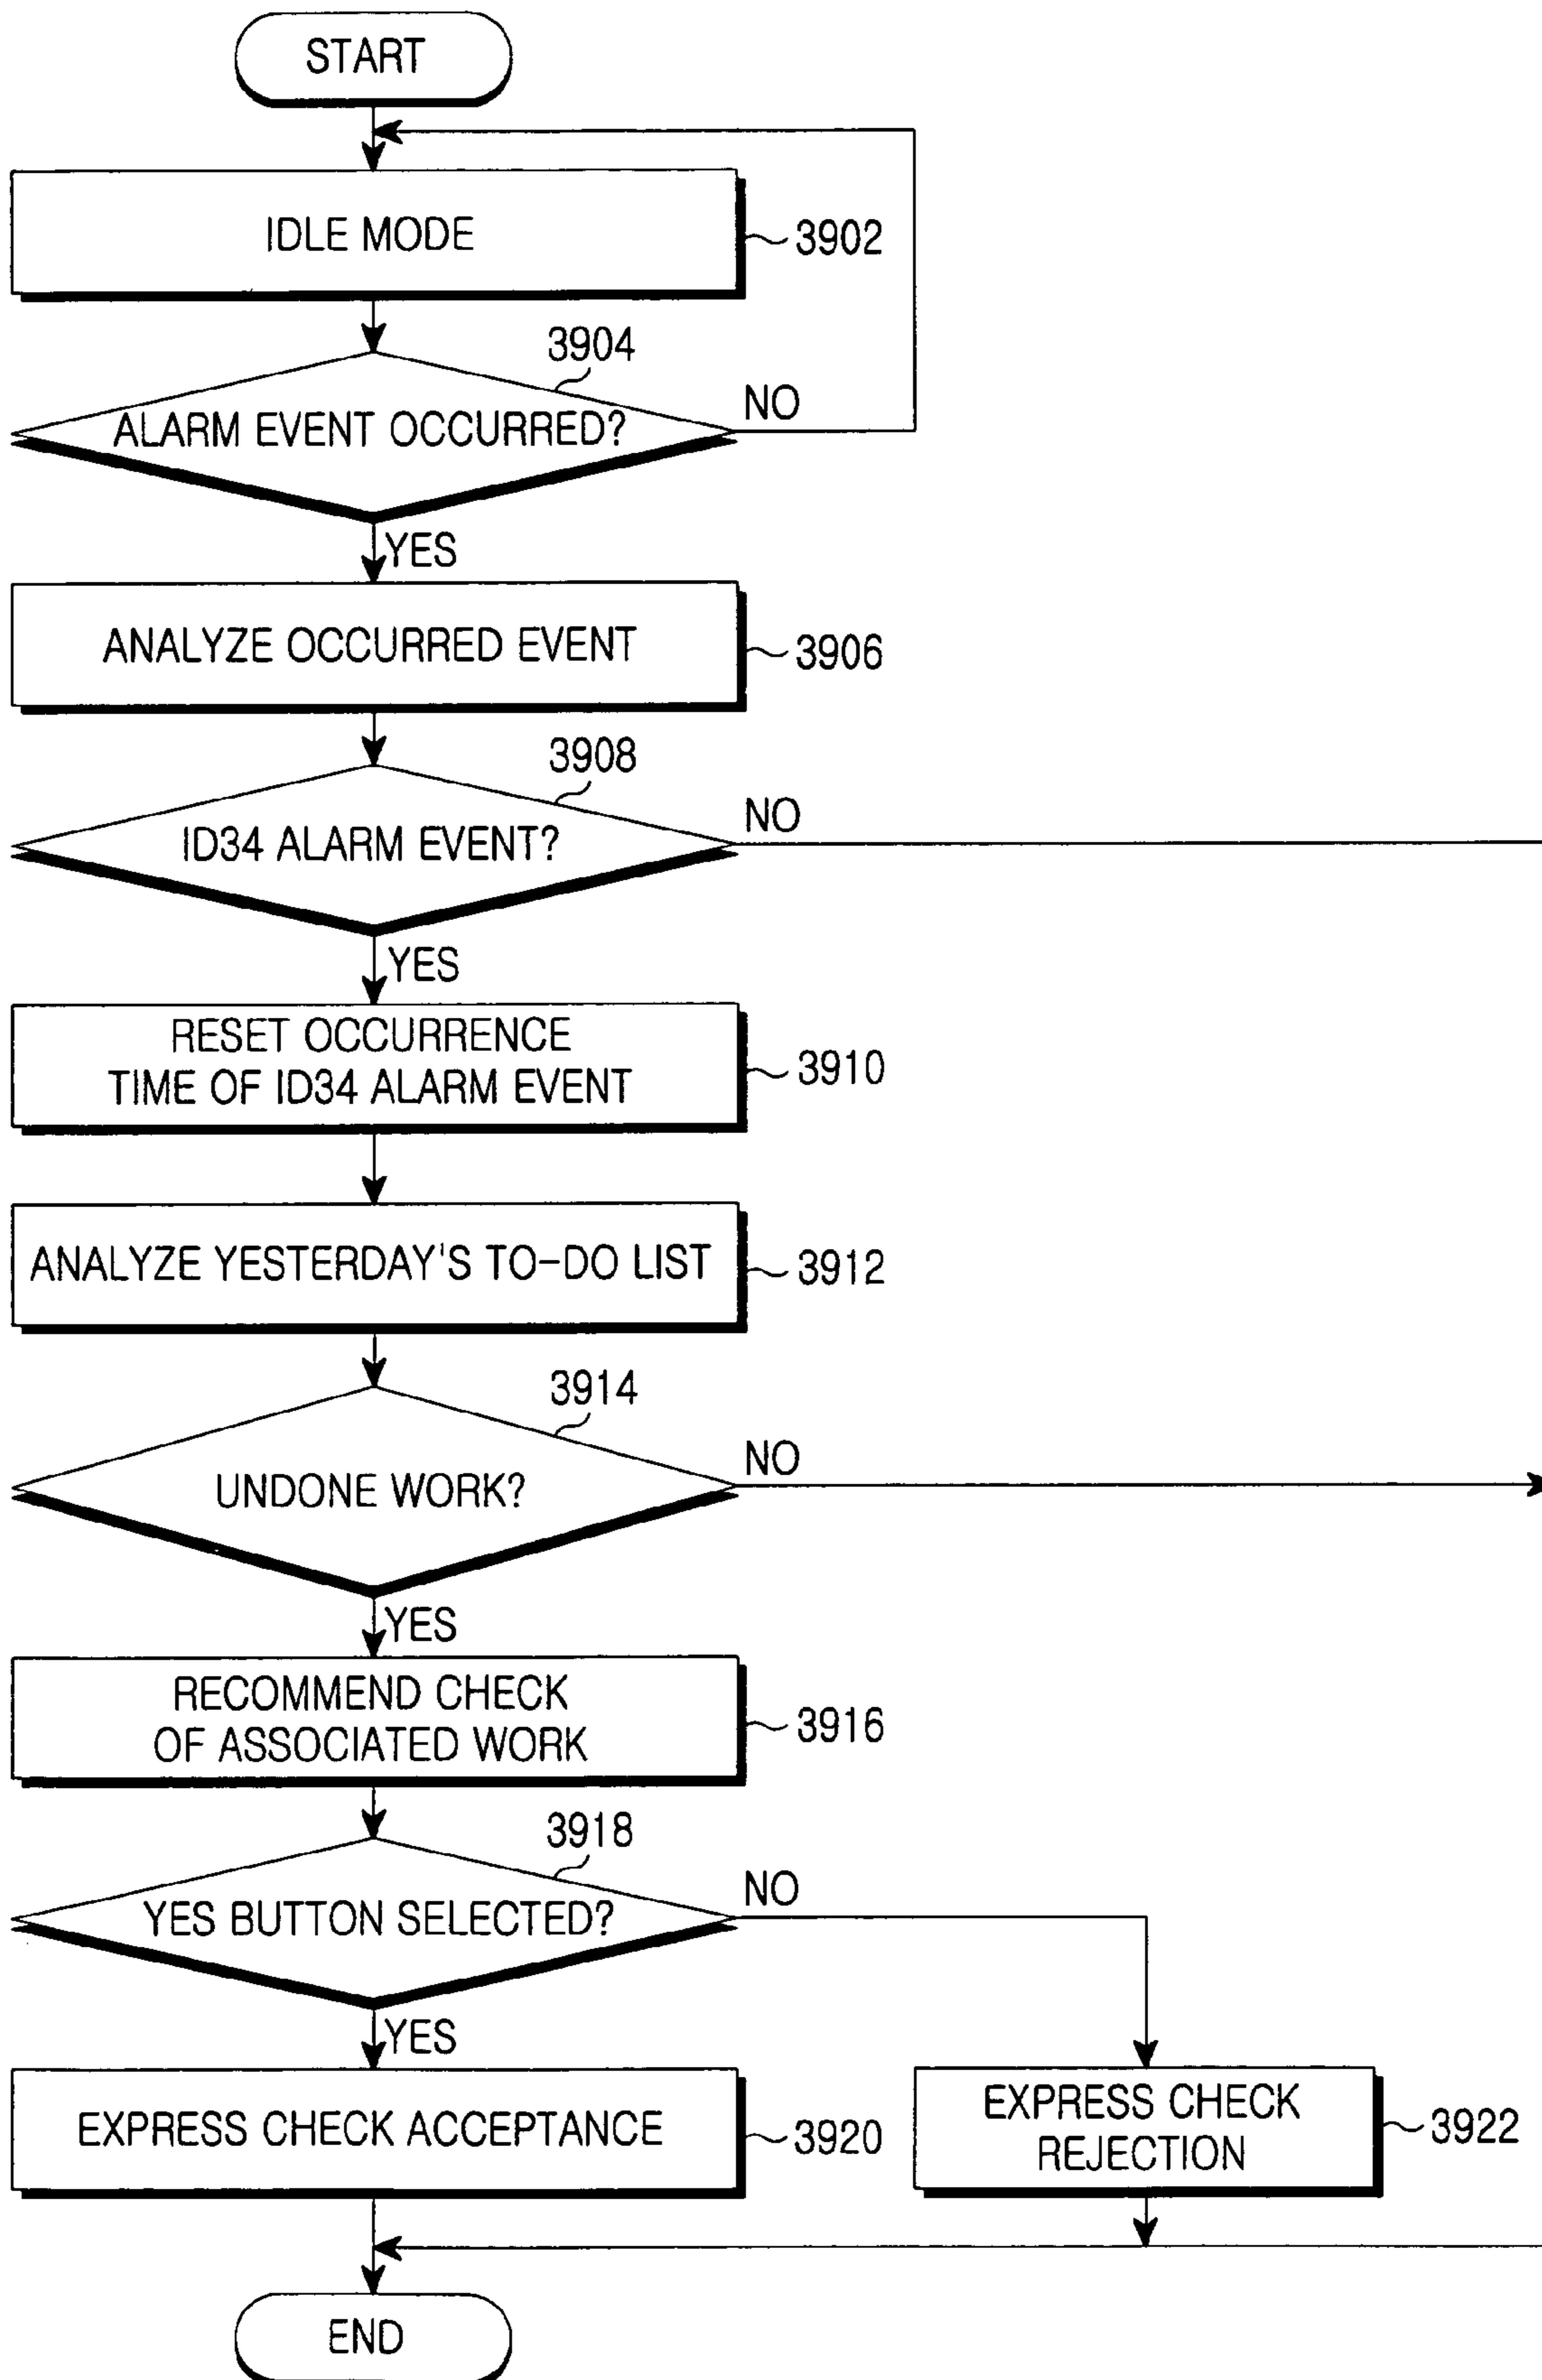 START
IDLE MODE
3902
3904
ALARM EVENT OCCURRED?
NO
YES
ANALYZE OCCURRED EVENT
3906
3908
ID34 ALARM EVENT?
NO
YES
RESET OCCURRENCE
TIME OF ID34 ALARM EVENT
3910
ANALYZE YESTERDAY'S TO-DO LIST
3912
3914
UNDONE WORK?
NO
YES
RECOMMEND CHECK
OF ASSOCIATED WORK
3916
3918
YES BUTTON SELECTED?
NO
YES
EXPRESS CHECK ACCEPTANCE
3920
EXPRESS CHECK
REJECTION
3922
END